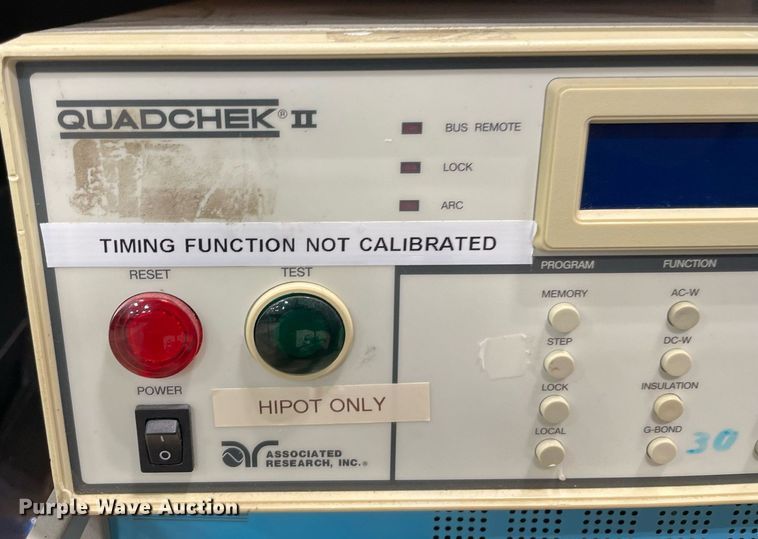 QUADCHEK® II
BUS REMOTE
LOCK
ARC
TIMING FUNCTION NOT CALIBRATED
RESET
TEST
POWER
HIPOT ONLY
ASSOCIATED
RESEARCH, INC.®
PROGRAM
FUNCTION
MEMORY
AC-W
STEP
DC-W
LOCK
INSULATION
LOCAL
G-BOND
30
Purple Wave Auction